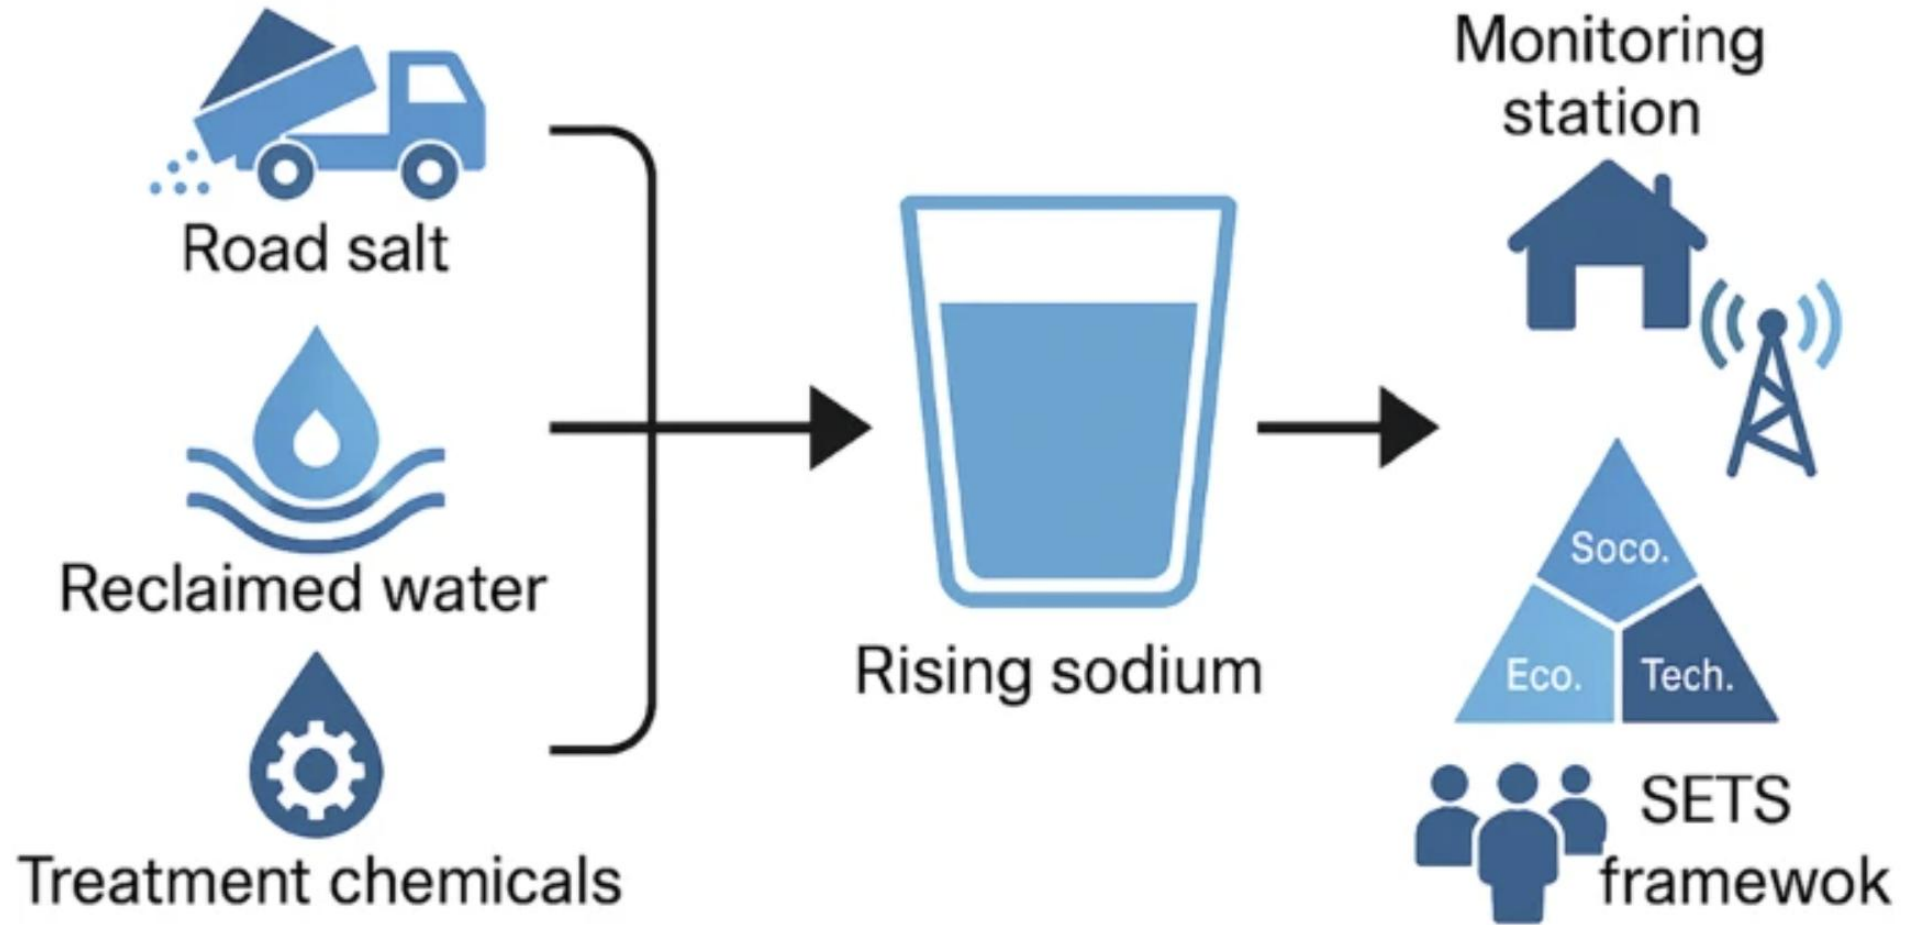 Road salt
Reclaimed water
Treatment chemicals
Rising sodium
Monitoring
station
Soco.
Eco.
Tech.
SETS
framewok